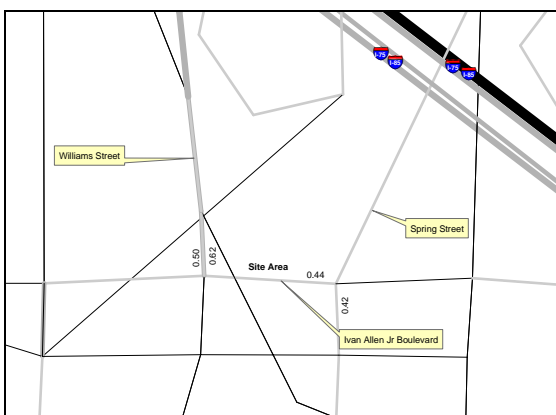 I-75
I-85
I-75
I-85
Williams Street
Spring Street
0.50
0.62
Site Area
0.44
0.42
Ivan Allen Jr Boulevard